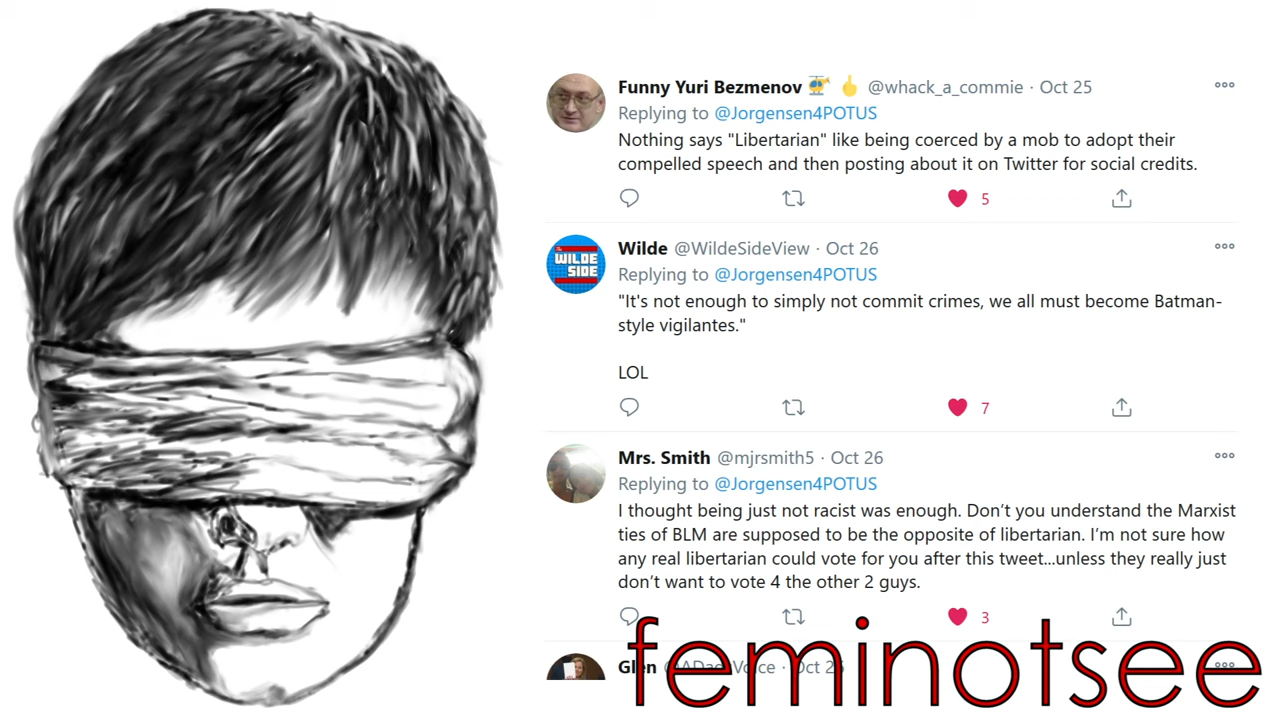 Funny Yuri Bezmenov 🚁 🖕 @whack_a_commie · Oct 25
Replying to @Jorgensen4POTUS
Nothing says "Libertarian" like being coerced by a mob to adopt their
compelled speech and then posting about it on Twitter for social credits.
5
THE WILDE SIDE
Wilde @WildeSideView · Oct 26
Replying to @Jorgensen4POTUS
"It's not enough to simply not commit crimes, we all must become Batman-
style vigilantes."
LOL
7
Mrs. Smith @mjrsmith5 · Oct 26
Replying to @Jorgensen4POTUS
I thought being just not racist was enough. Don’t you understand the Marxist
ties of BLM are supposed to be the opposite of libertarian. I’m not sure how
any real libertarian could vote for you after this tweet...unless they really just
don’t want to vote 4 the other 2 guys.
3
Glen
feminotsee